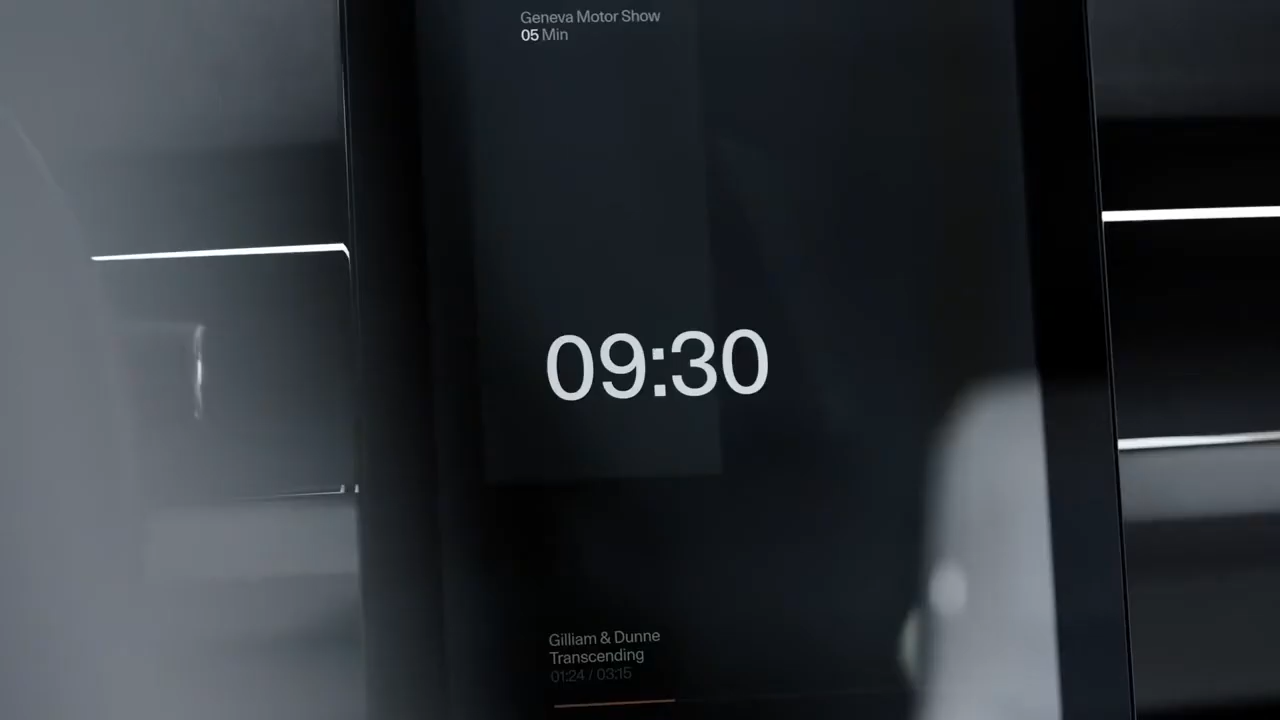 Geneva Motor Show
05 Min
09:30
Gilliam & Dunne
Transcending
01:24 / 03:15